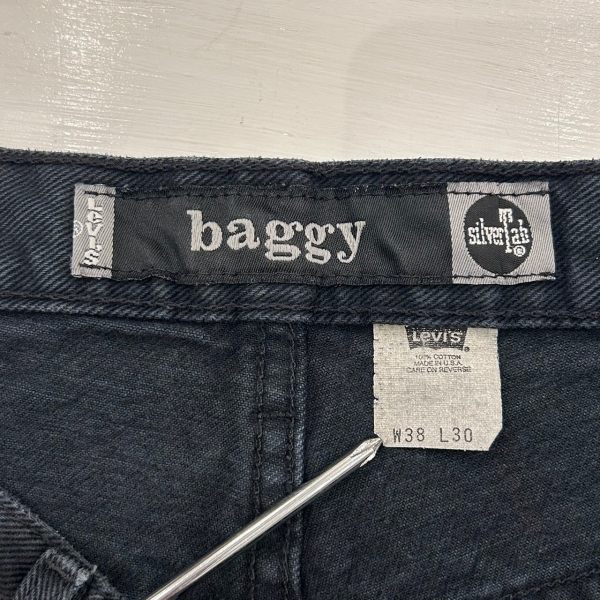 LEVI'S
®
baggy
silverTab
®
LEVI'S
®
100% COTTON
MADE IN U.S.A.
CARE ON REVERSE
W38 L30